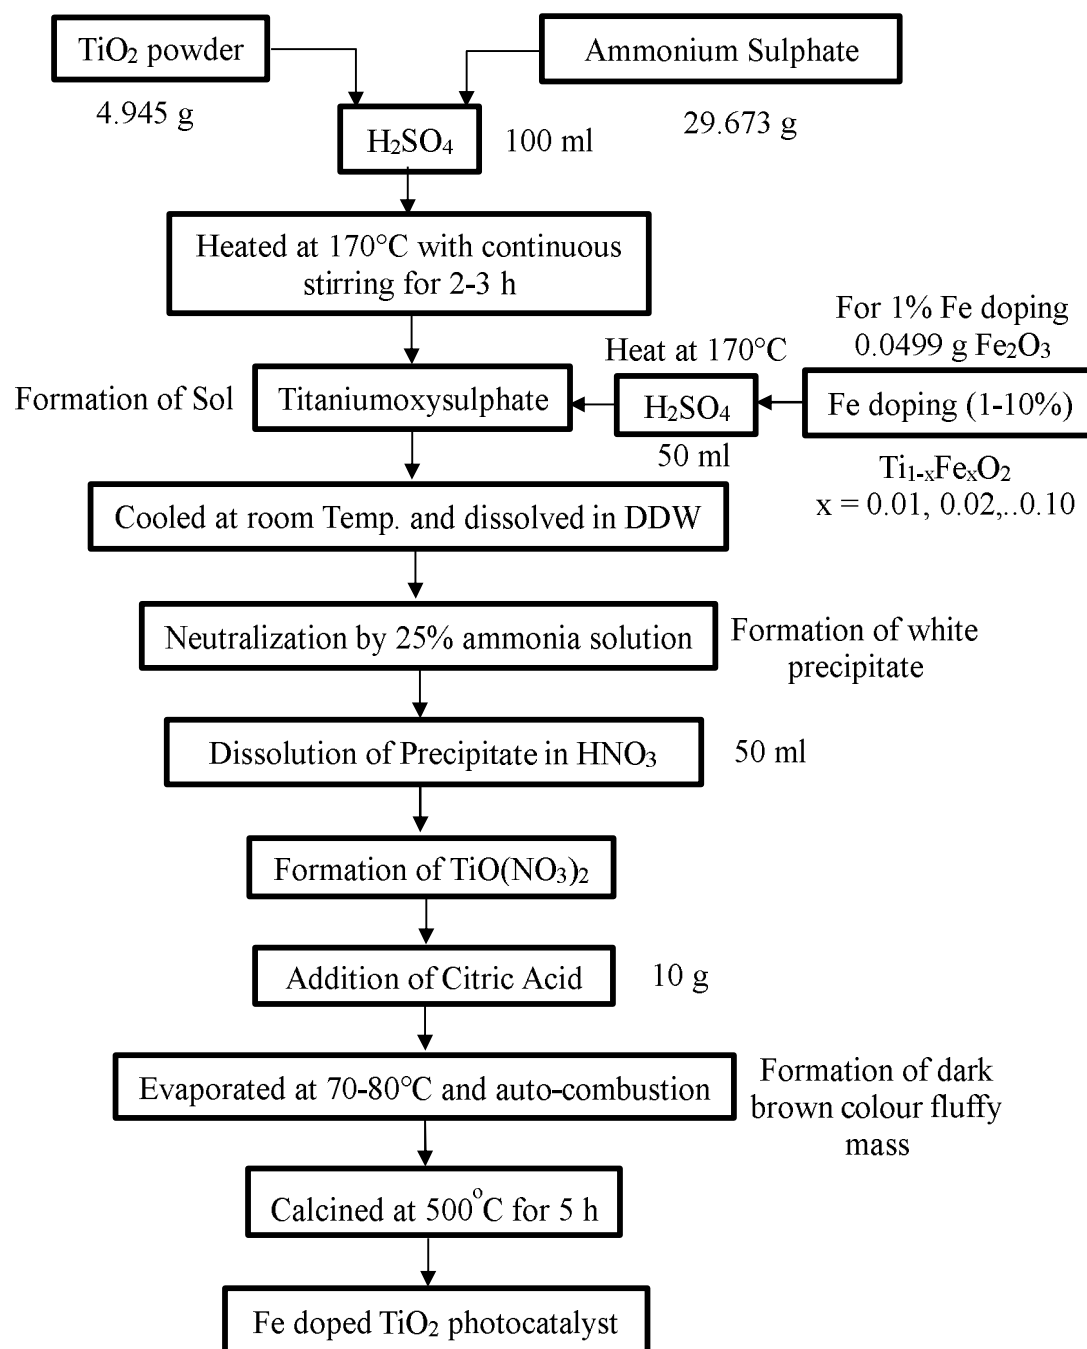 TiO₂ powder
Ammonium Sulphate
4.945 g
29.673 g
H₂SO₄
100 ml
Heated at 170°C with continuous
stirring for 2-3 h
For 1% Fe doping
0.0499 g Fe₂O₃
Heat at 170°C
Formation of Sol
Titaniumoxysulphate
H₂SO₄
Fe doping (1-10%)
50 ml
Ti₁₋ₓFeₓO₂
x = 0.01, 0.02,..0.10
Cooled at room Temp. and dissolved in DDW
Neutralization by 25% ammonia solution
Formation of white
precipitate
Dissolution of Precipitate in HNO₃
50 ml
Formation of TiO(NO₃)₂
Addition of Citric Acid
10 g
Evaporated at 70-80°C and auto-combustion
Formation of dark
brown colour fluffy
mass
Calcined at 500°C for 5 h
Fe doped TiO₂ photocatalyst